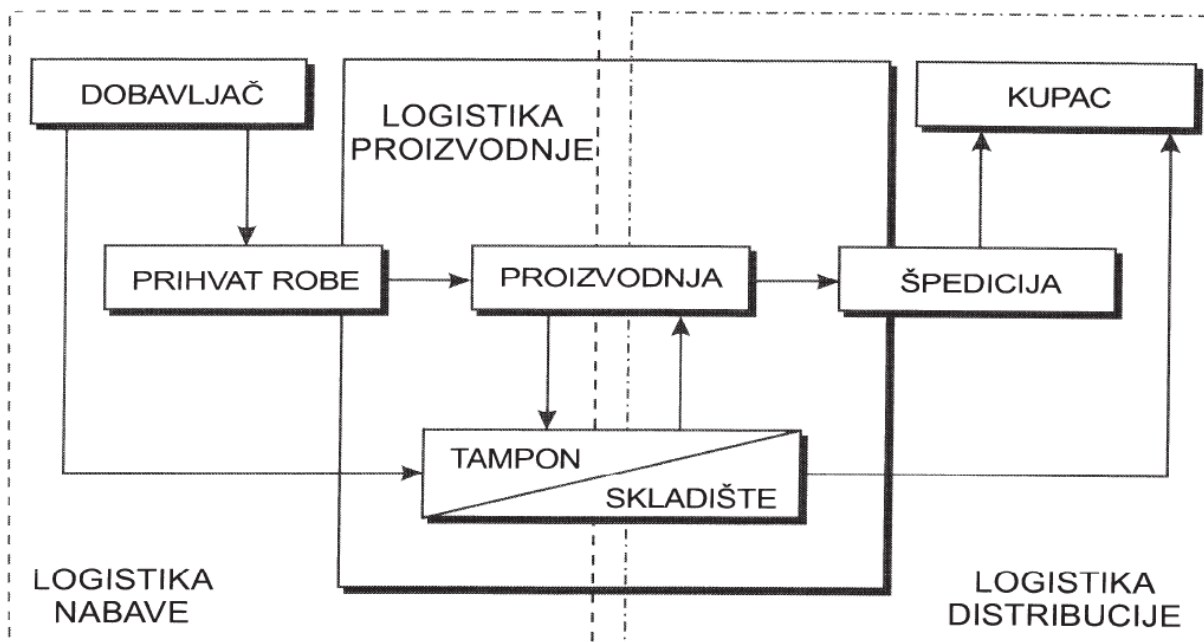 DOBAVLJAČ
KUPAC
LOGISTIKA
PROIZVODNJE
PRIHVAT ROBE
PROIZVODNJA
ŠPEDICIJA
TAMPON
SKLADIŠTE
LOGISTIKA
NABAVE
LOGISTIKA
DISTRIBUCIJE